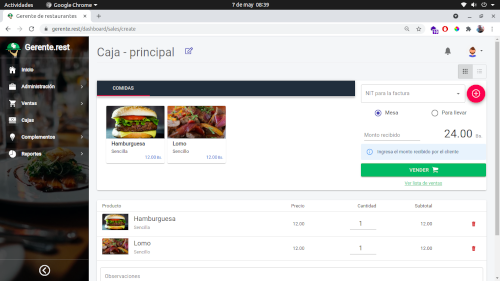 Actividades
Google Chrome
7 de may 08:39
Gerente de restaurantes
gerente.rest/dashboard/sales/create
Gerente.rest
Inicio
Administración
Ventas
Cajas
Complementos
Reportes
Caja - principal
COMIDAS
Hamburguesa
Sencilla
12.00 Bs.
Lomo
Sencillo
12.00 Bs.
NIT para la factura
Mesa
Para llevar
Monto recibido
24.00 Bs
Ingresa el monto recibido por el cliente
VENDER
Ver lista de ventas
Producto
Precio
Cantidad
Subtotal
Hamburguesa
Sencilla
12.00
1
12.00
Lomo
Sencillo
12.00
1
12.00
Observaciones